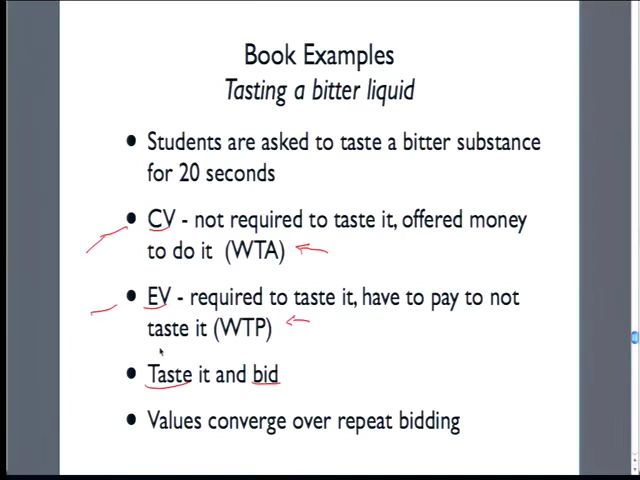 Book Examples
Tasting a bitter liquid
• Students are asked to taste a bitter substance
for 20 seconds
• CV - not required to taste it, offered money
to do it (WTA)
• EV - required to taste it, have to pay to not
taste it (WTP)
• Taste it and bid
• Values converge over repeat bidding